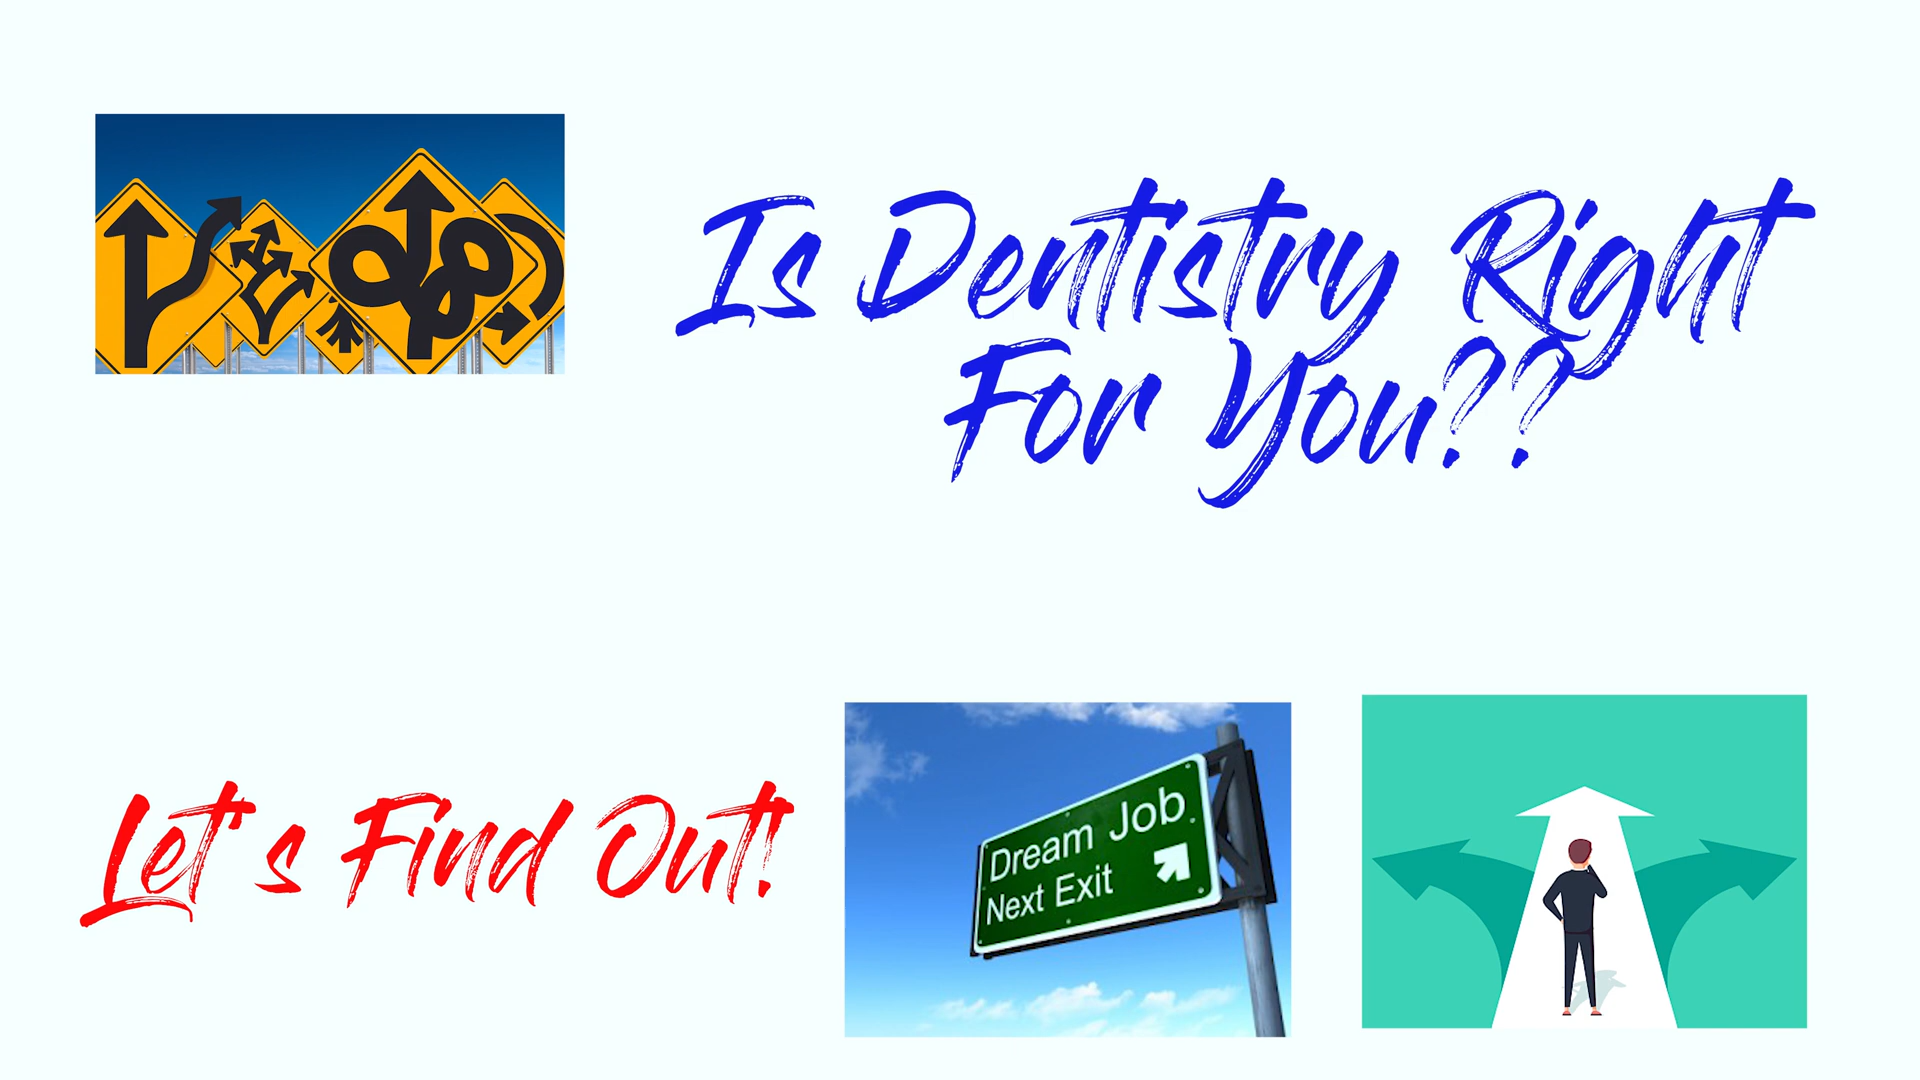 Is Dentistry Right
For You??
Let's Find Out!
Dream Job
Next Exit